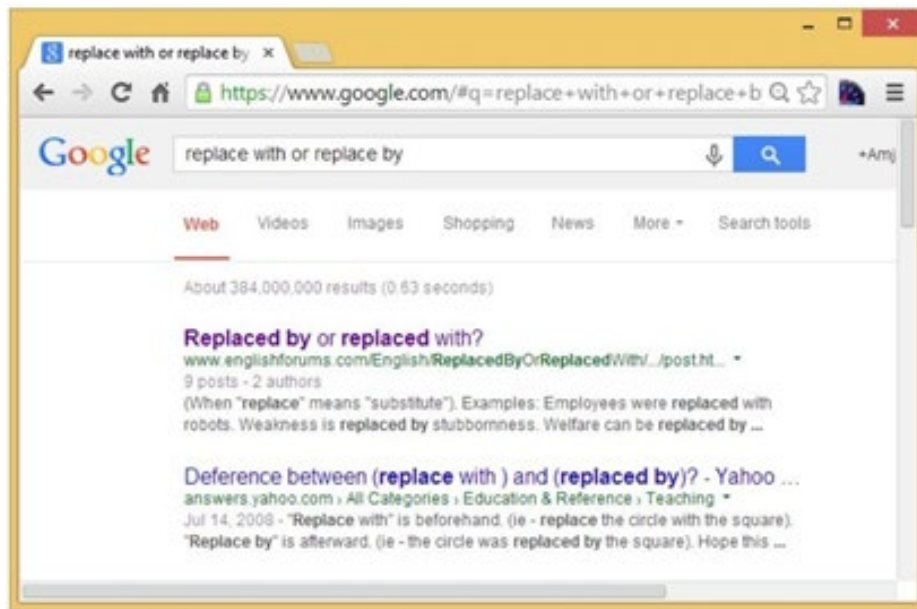 replace with or replace by
https://www.google.com/#q=replace+with+or+replace+b
Google replace with or replace by +Amj
Web Videos Images Shopping News More Search tools
About 384,000,000 results (0.63 seconds)
Replaced by or replaced with?
www.englishforums.com/English/ReplacedByOrReplacedWith/.../post.ht...
9 posts - 2 authors
(When "replace" means "substitute"). Examples: Employees were replaced with
robots. Weakness is replaced by stubbornness. Welfare can be replaced by ...
Deference between (replace with ) and (replaced by)? - Yahoo ...
answers.yahoo.com › All Categories › Education & Reference › Teaching
Jul 14, 2008 - "Replace with" is beforehand. (ie - replace the circle with the square).
"Replace by" is afterward. (ie - the circle was replaced by the square). Hope this ...